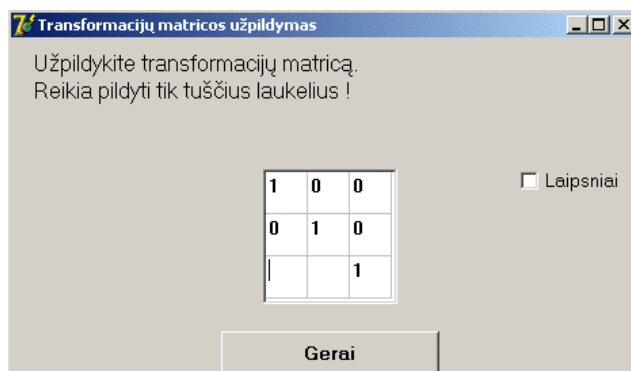 Transformacijų matricos užpildymas
Užpildykite transformacijų matricą.
Reikia pildyti tik tuščius laukelius !
1 0 0
Laipsniai
0 1 0
1
Gerai